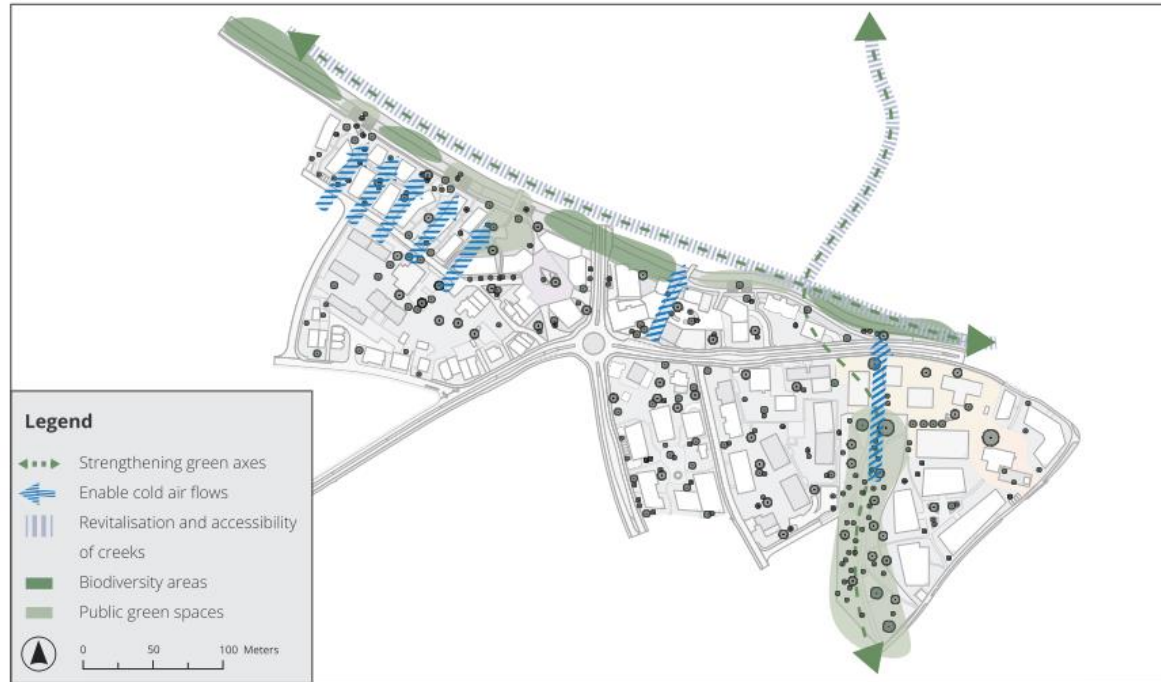 Legend
Strengthening green axes
Enable cold air flows
Revitalisation and accessibility
of creeks
Biodiversity areas
Public green spaces
0 50 100 Meters